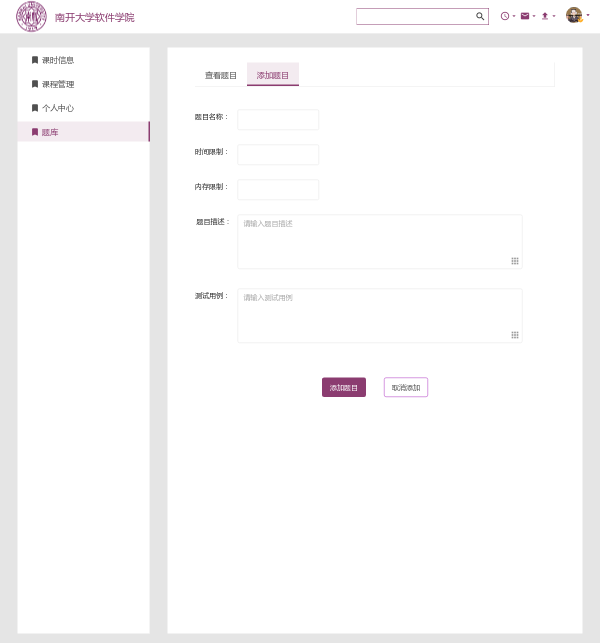 南开大学软件学院
课时信息
课程管理
个人中心
题库
查看题目
添加题目
题目名称：
时间限制：
内存限制：
题目描述：
请输入题目描述
测试用例：
请输入测试用例
添加题目
取消添加